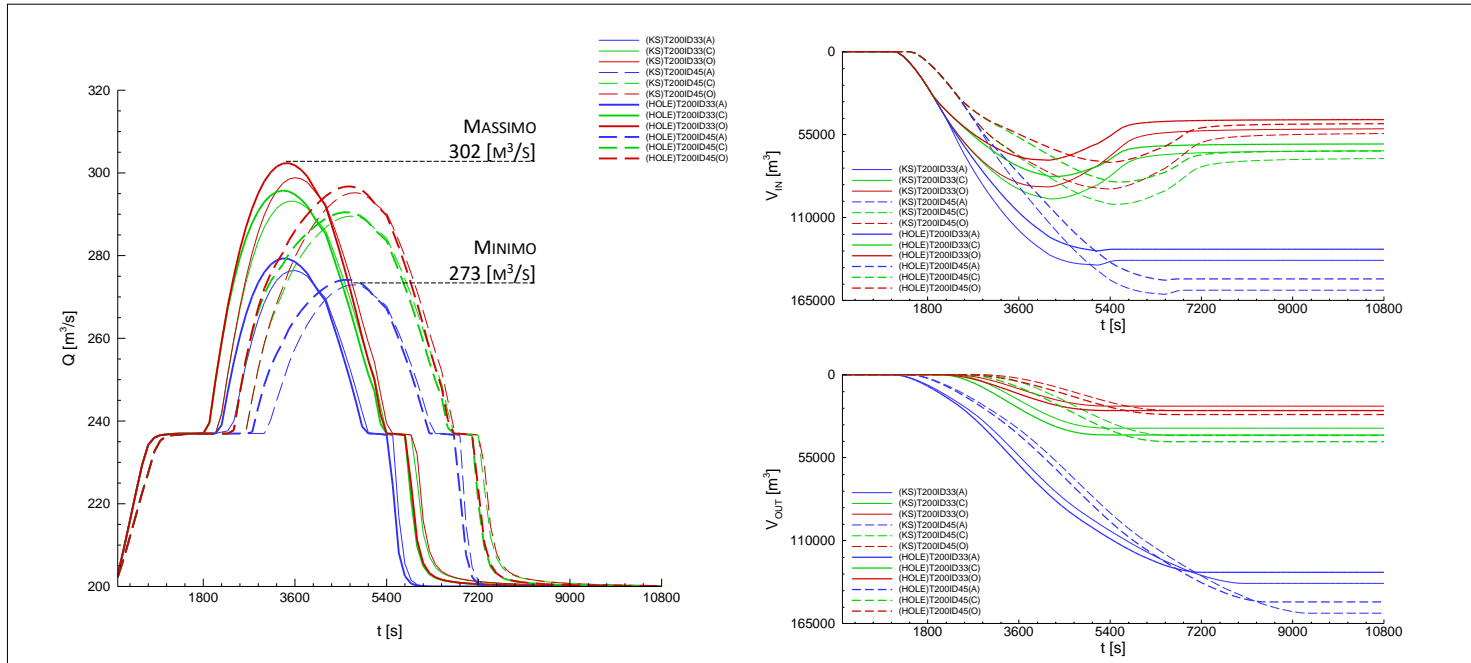 (KS)T200ID33(A)
(KS)T200ID33(C)
(KS)T200ID33(O)
(KS)T200ID45(A)
(KS)T200ID45(C)
(KS)T200ID45(O)
(HOLE)T200ID33(A)
(HOLE)T200ID33(C)
(HOLE)T200ID33(O)
(HOLE)T200ID45(A)
(HOLE)T200ID45(C)
(HOLE)T200ID45(O)
MASSIMO
302 [M³/S]
MINIMO
273 [M³/S]
320
300
280
260
240
220
200
Q [m³/s]
1800 3600 5400 7200 9000 10800
t [s]
0
55000
110000
165000
V_IN [m³]
(KS)T200ID33(A)
(KS)T200ID33(C)
(KS)T200ID33(O)
(KS)T200ID45(A)
(KS)T200ID45(C)
(KS)T200ID45(O)
(HOLE)T200ID33(A)
(HOLE)T200ID33(C)
(HOLE)T200ID33(O)
(HOLE)T200ID45(A)
(HOLE)T200ID45(C)
(HOLE)T200ID45(O)
1800 3600 5400 7200 9000 10800
t [s]
0
55000
110000
165000
V_OUT [m³]
(KS)T200ID33(A)
(KS)T200ID33(C)
(KS)T200ID33(O)
(KS)T200ID45(A)
(KS)T200ID45(C)
(KS)T200ID45(O)
(HOLE)T200ID33(A)
(HOLE)T200ID33(C)
(HOLE)T200ID33(O)
(HOLE)T200ID45(A)
(HOLE)T200ID45(C)
(HOLE)T200ID45(O)
1800 3600 5400 7200 9000 10800
t [s]